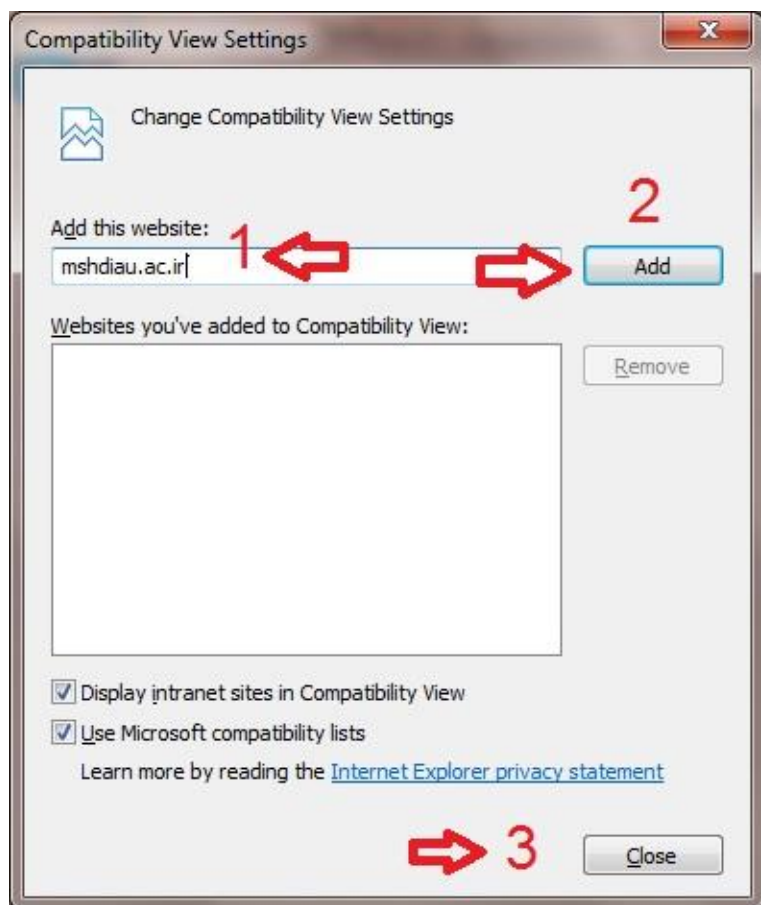 Compatibility View Settings
x
Change Compatibility View Settings
2
Add this website:
1
mshdiau.ac.ir
Add
Websites you've added to Compatibility View:
Remove
Display intranet sites in Compatibility View
Use Microsoft compatibility lists
Learn more by reading the Internet Explorer privacy statement
3
Close